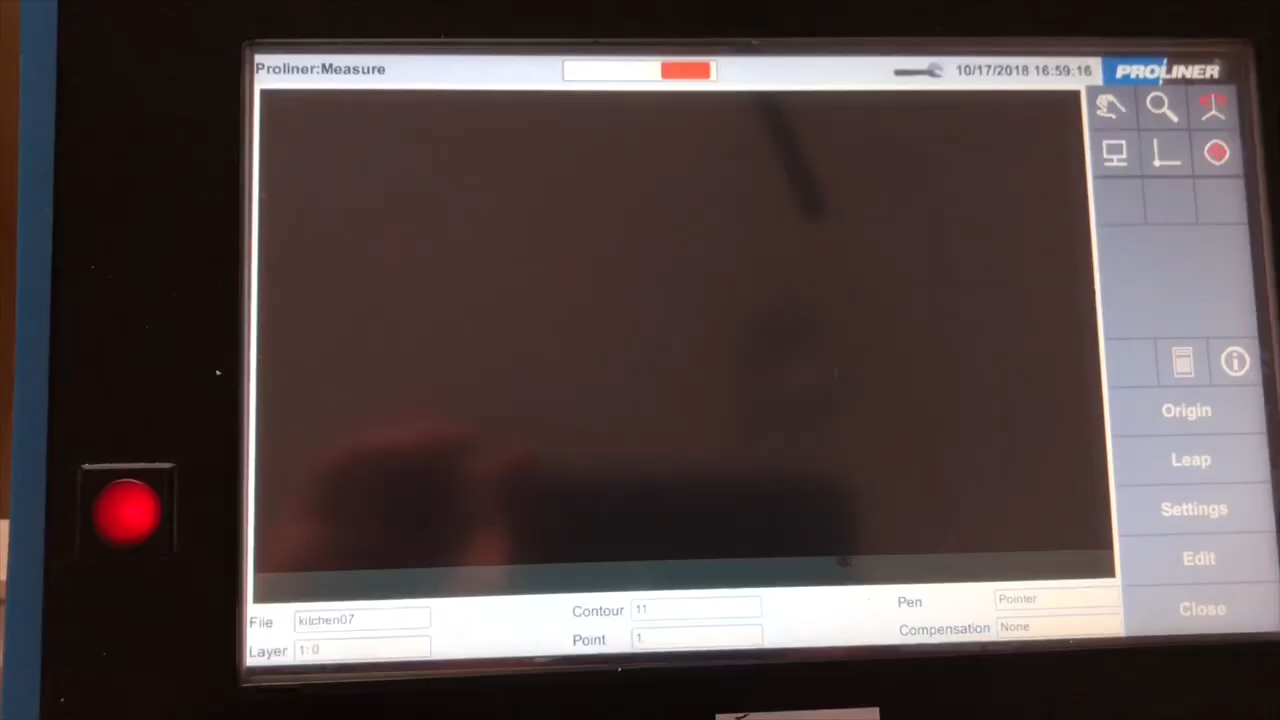 Proliner:Measure
10/17/2018 16:59:16
PROLINER
Origin
Leap
Settings
Edit
Close
File kitchen07
Contour 11
Pen Pointer
Layer 1:0
Point 1
Compensation None